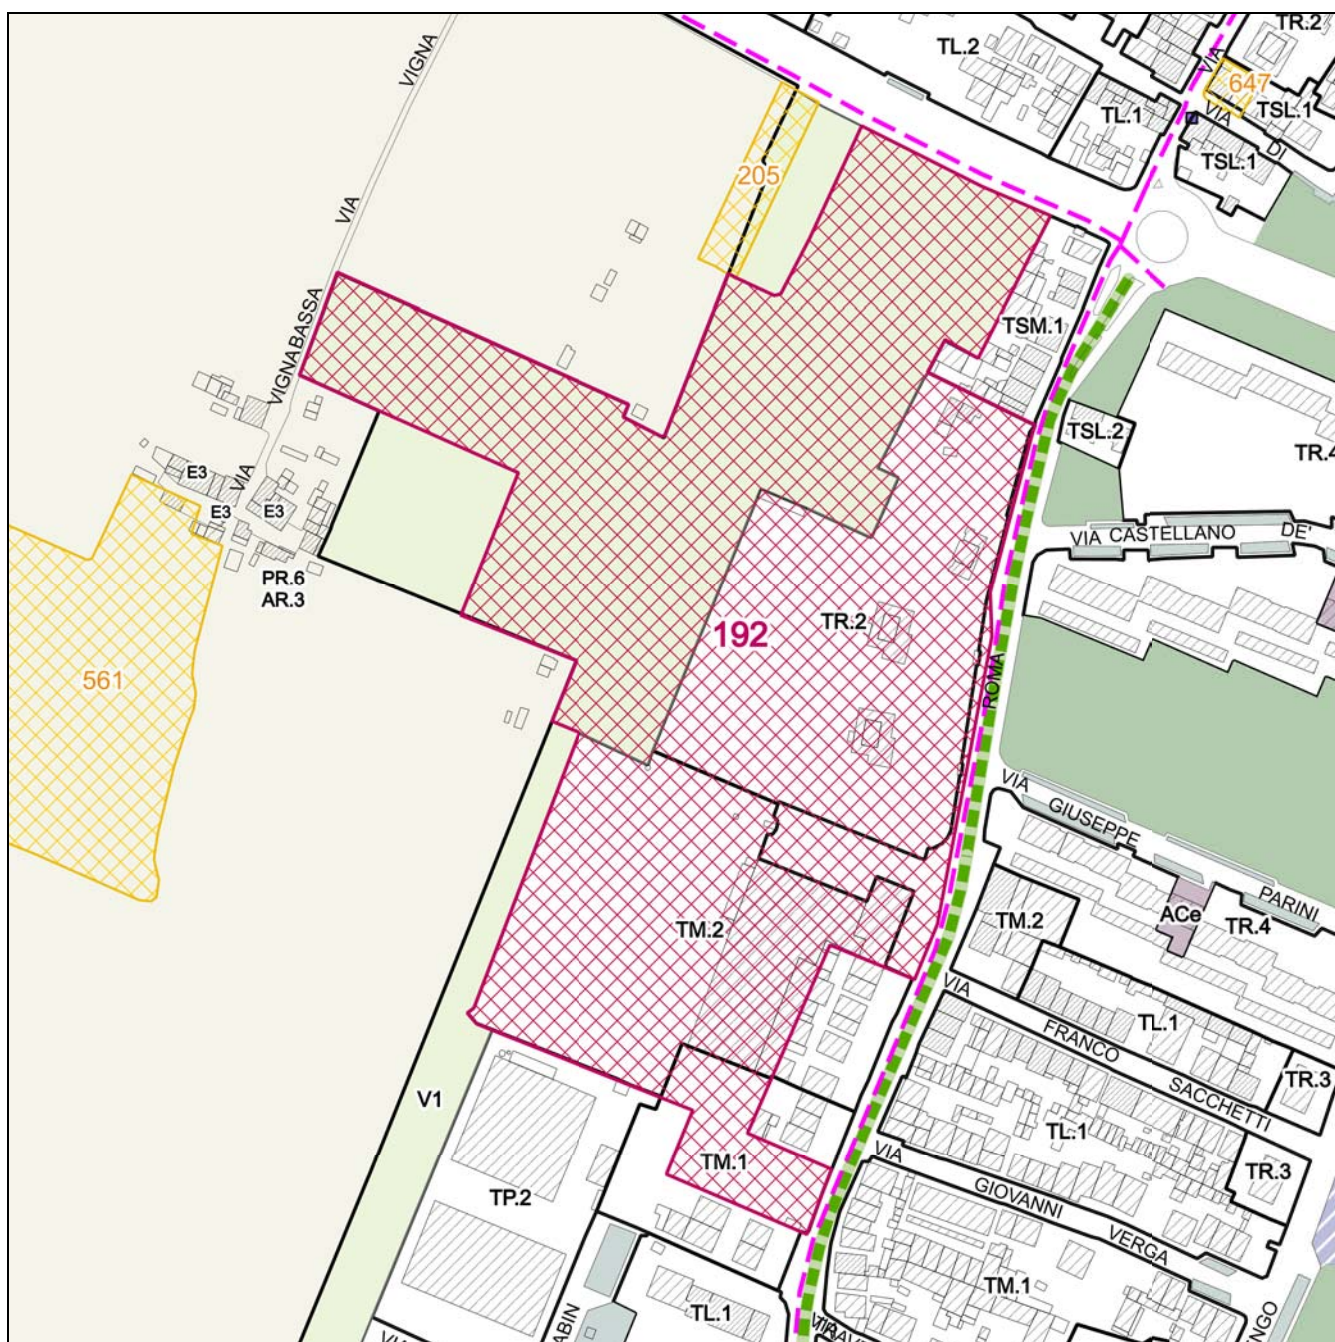 TR.2
TL.2
VIA
VIGNA
647
TSL.1
TL.1
VIA
DI
TSL.1
205
VIA
TSM.1
VIGNABASSA
TSL.2
TR.4
E3
VIA
E3
E3
VIA CASTELLANO DE'
PR.6
AR.3
TR.2
192
561
ROMA
VIA
GIUSEPPE
PARINI
ACe
TR.4
TM.2
TM.2
VIA
FRANCO
SACCHETTI
TL.1
TR.3
V1
TL.1
VIA
TM.1
TR.3
TP.2
GIOVANNI
VERGA
TM.1
TL.1